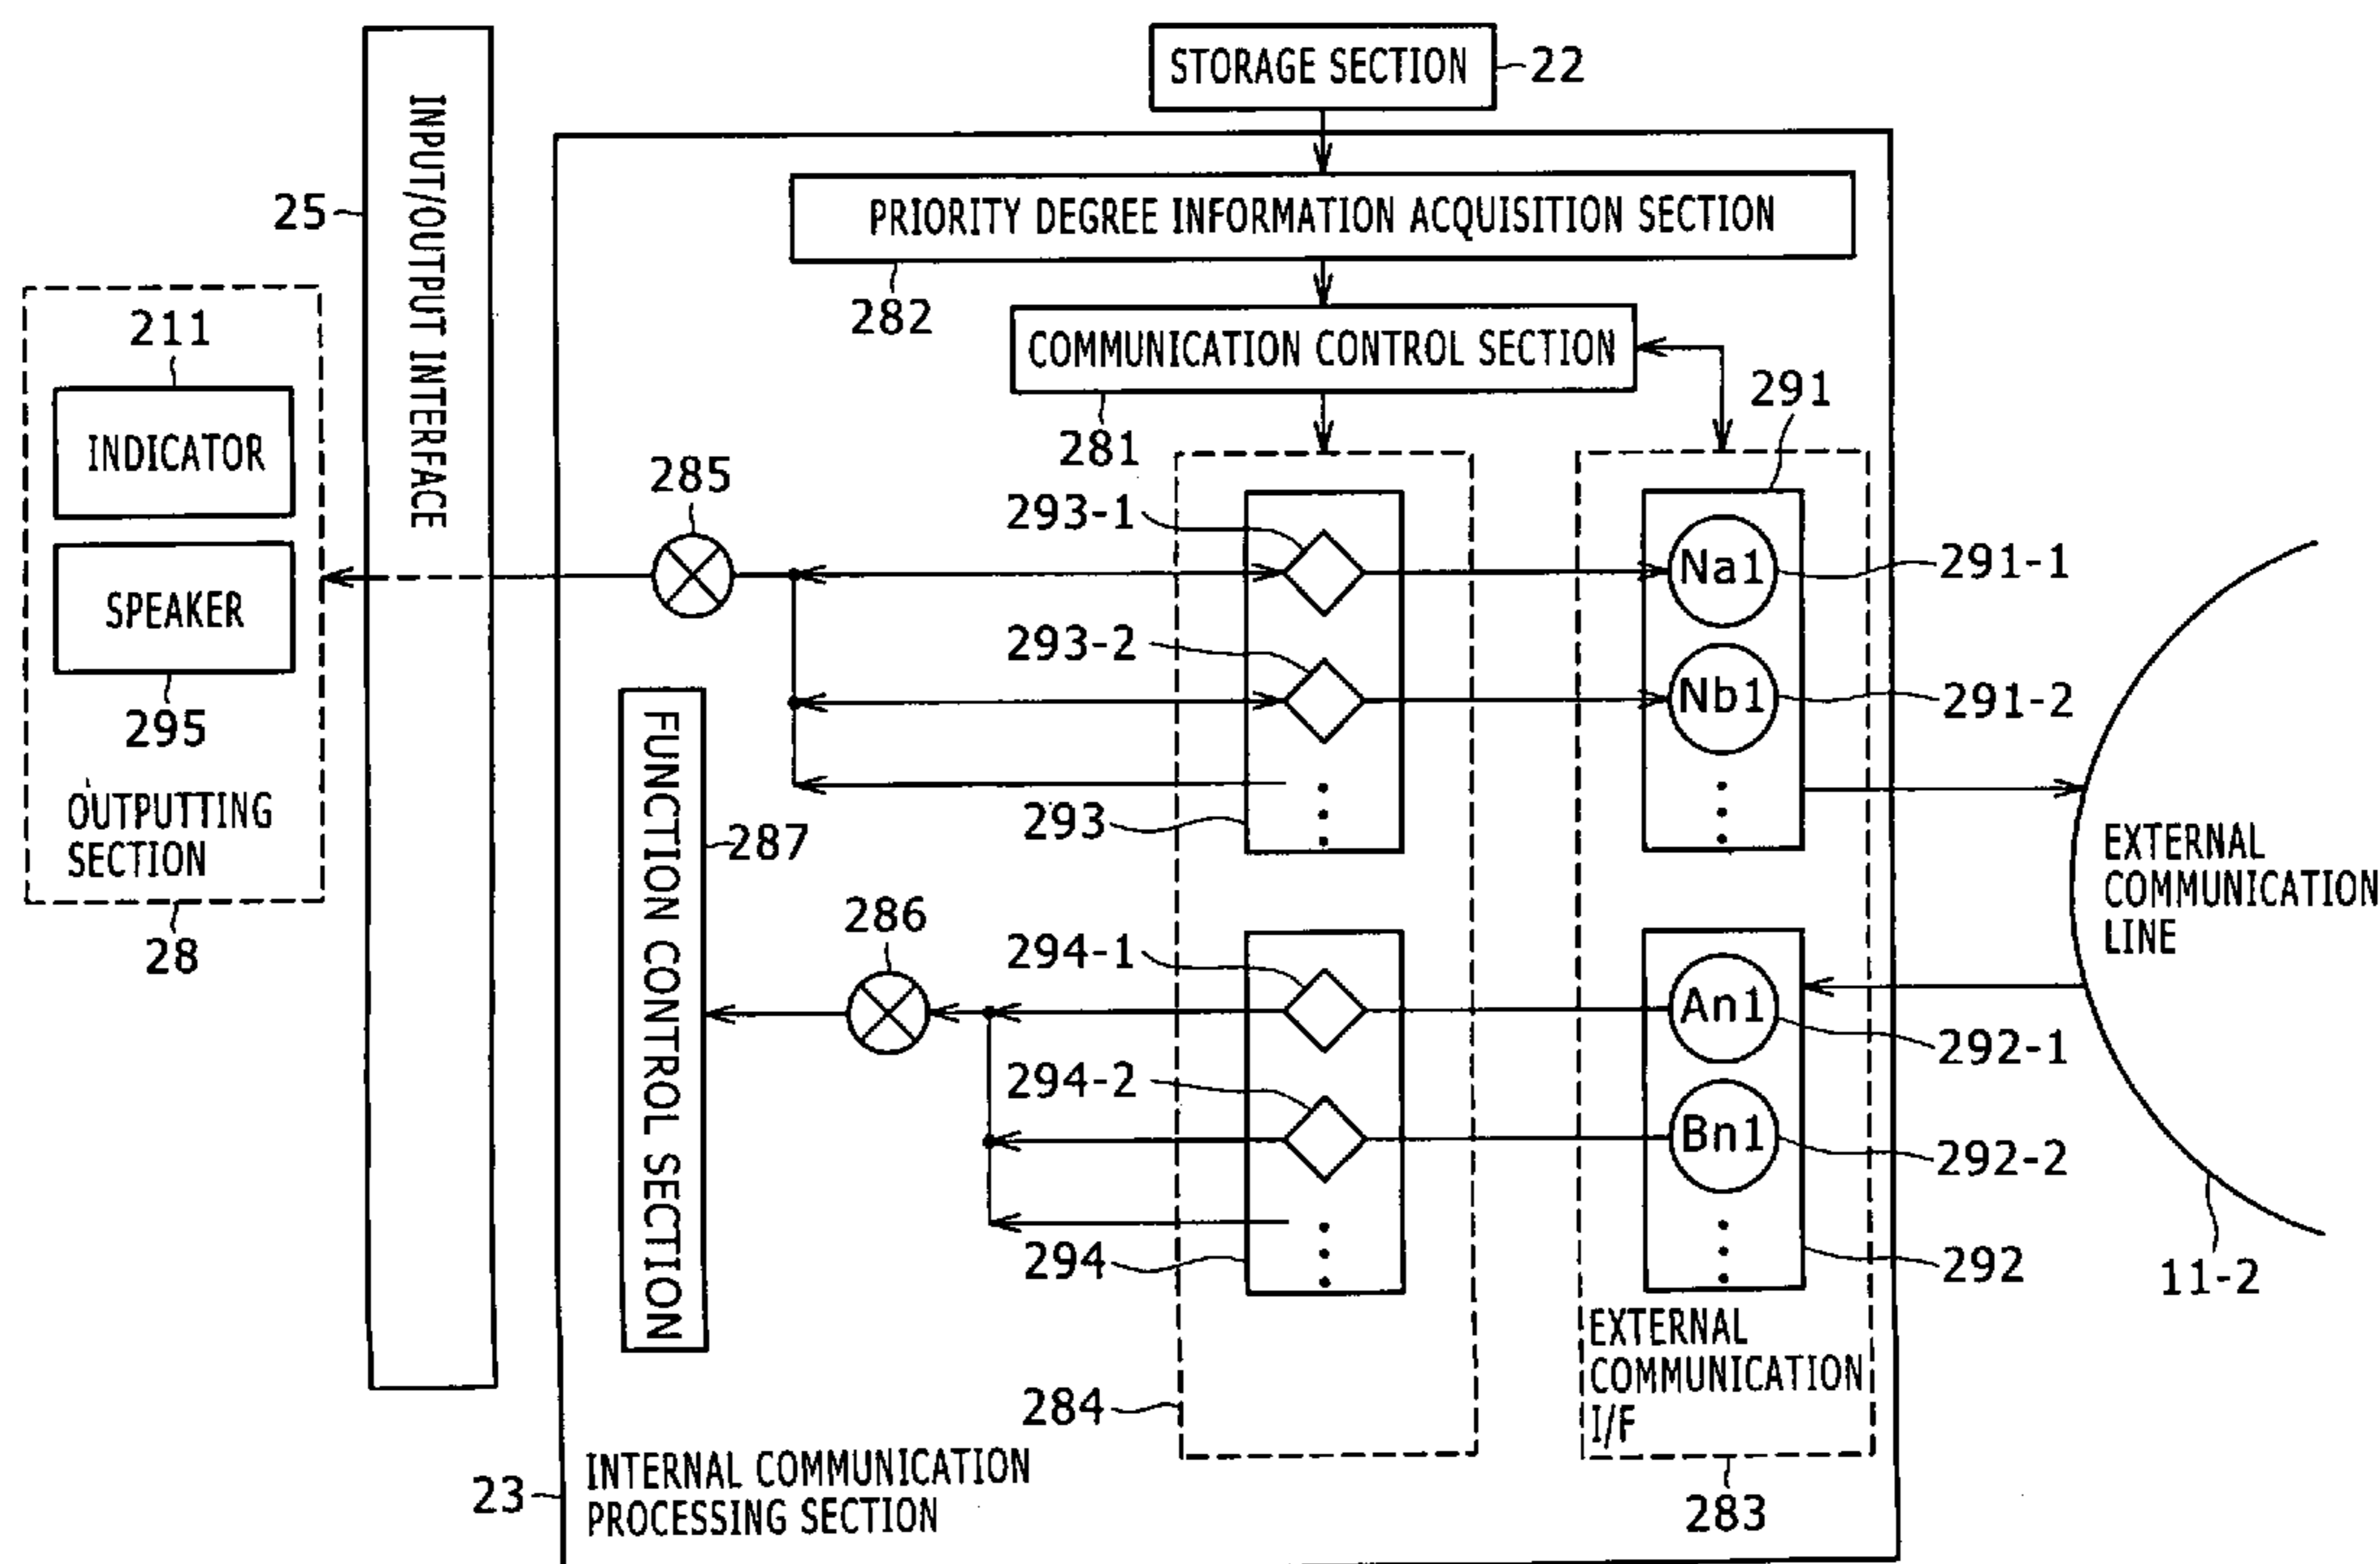 STORAGE SECTION
22
INPUT/OUTPUT INTERFACE
25
PRIORITY DEGREE INFORMATION ACQUISITION SECTION
282
COMMUNICATION CONTROL SECTION
281
211
INDICATOR
SPEAKER
295
OUTPUTTING
SECTION
28
285
293-1
293-2
293
291
Na1
291-1
Nb1
291-2
FUNCTION CONTROL SECTION
287
286
294-1
294-2
294
An1
292-1
Bn1
292-2
292
EXTERNAL
COMMUNICATION
LINE
11-2
284
EXTERNAL
COMMUNICATION
I/F
283
23
INTERNAL COMMUNICATION
PROCESSING SECTION